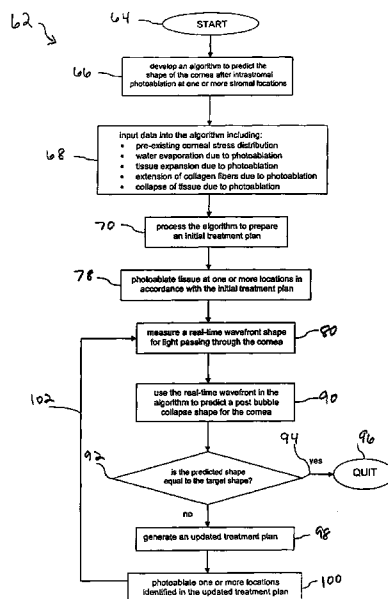 62
64
START
66
develop an algorithm to predict the
shape of the cornea after intrastromal
photoablation at one or more stromal locations
68
input data into the algorithm including:
• pre-existing corneal stress distribution
• water evaporation due to photoablation
• tissue expansion due to photoablation
• extension of collagen fibers due to photoablation
• collapse of tissue due to photoablation
70
process the algorithm to prepare
an initial treatment plan
78
photoablate tissue at one or more locations in
accordance with the initial treatment plan
80
measure a real-time wavefront shape
for light passing through the cornea
102
90
use the real-time wavefront in the
algorithm to predict a post bubble
collapse shape for the cornea
92
is the predicted shape
equal to the target shape?
94
yes
96
QUIT
no
98
generate an updated treatment plan
100
photoablate one or more locations
identified in the updated treatment plan